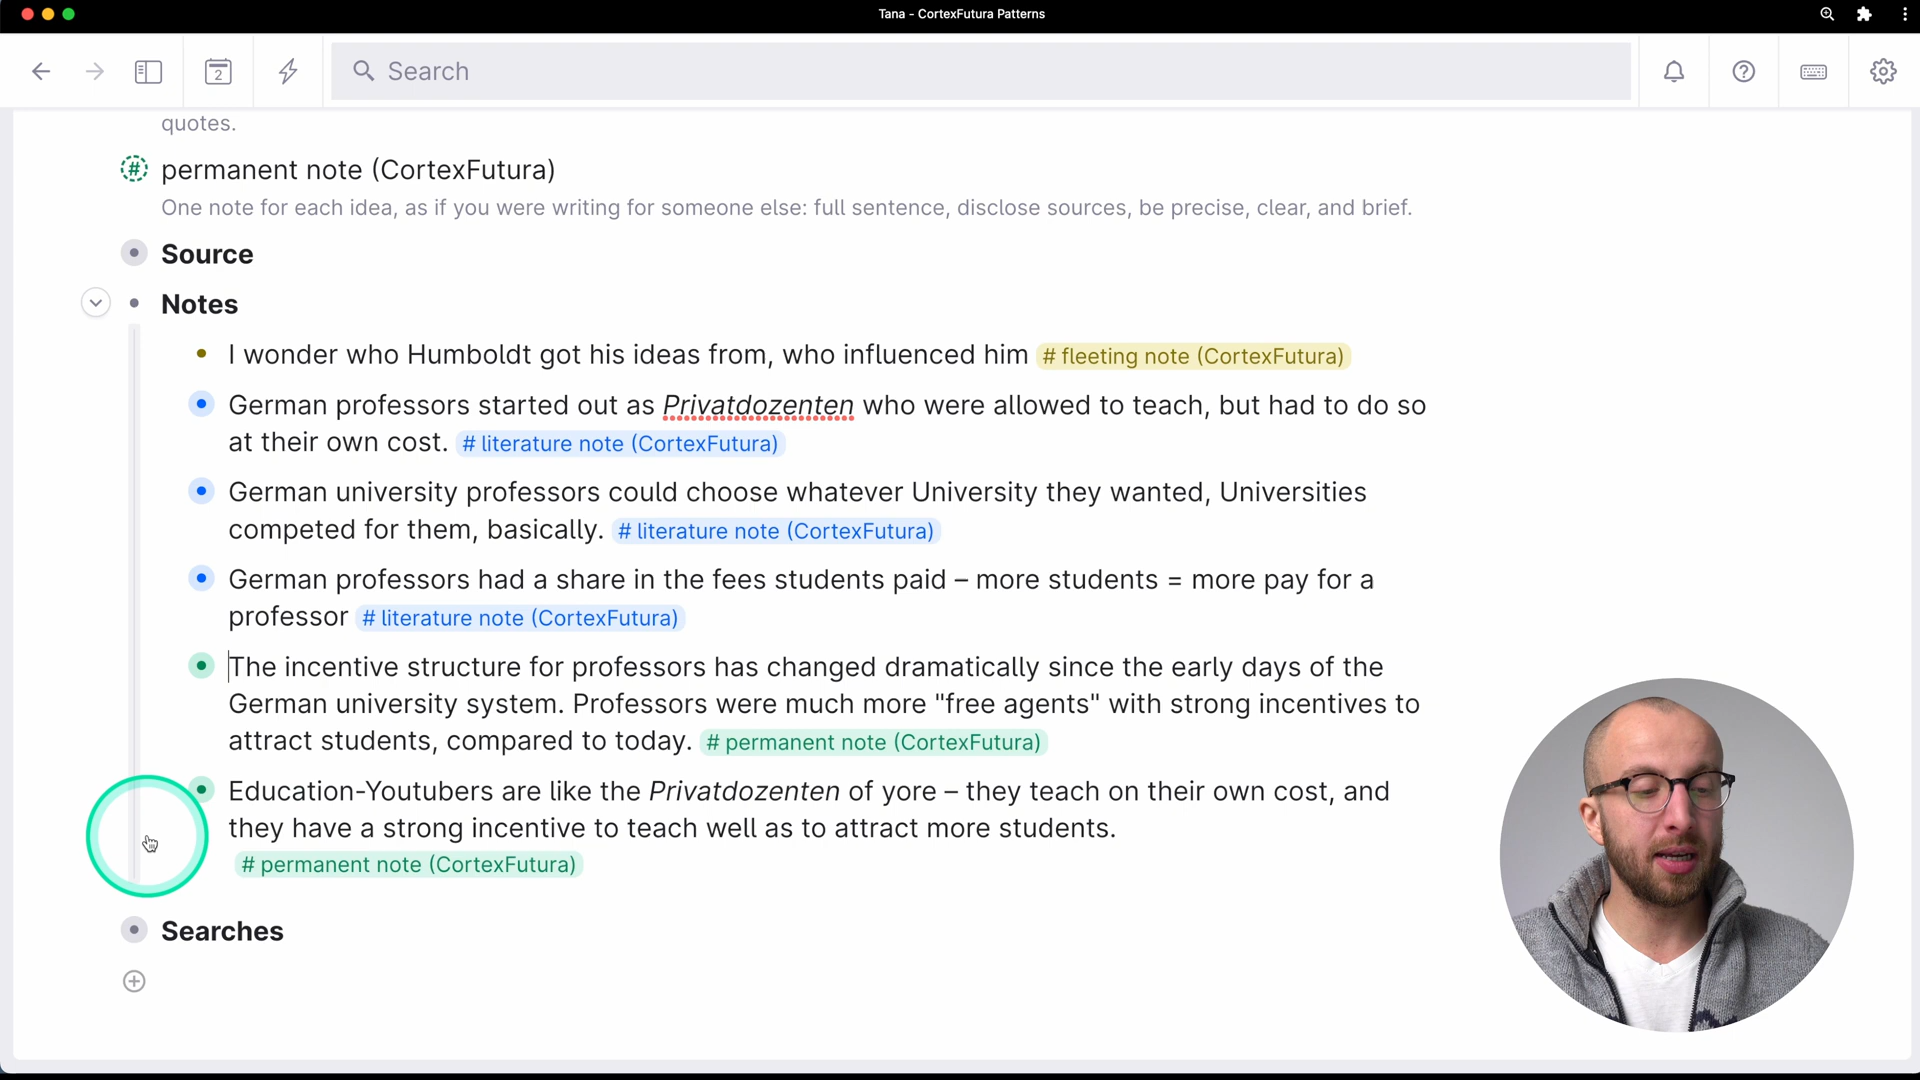 Tana - CortexFutura Patterns
2
Search
quotes.
# permanent note (CortexFutura)
One note for each idea, as if you were writing for someone else: full sentence, disclose sources, be precise, clear, and brief.
Source
Notes
I wonder who Humboldt got his ideas from, who influenced him # fleeting note (CortexFutura)
German professors started out as Privatdozenten who were allowed to teach, but had to do so
at their own cost. # literature note (CortexFutura)
German university professors could choose whatever University they wanted, Universities
competed for them, basically. # literature note (CortexFutura)
German professors had a share in the fees students paid – more students = more pay for a
professor # literature note (CortexFutura)
The incentive structure for professors has changed dramatically since the early days of the
German university system. Professors were much more "free agents" with strong incentives to
attract students, compared to today. # permanent note (CortexFutura)
Education-Youtubers are like the Privatdozenten of yore – they teach on their own cost, and
they have a strong incentive to teach well as to attract more students.
# permanent note (CortexFutura)
Searches